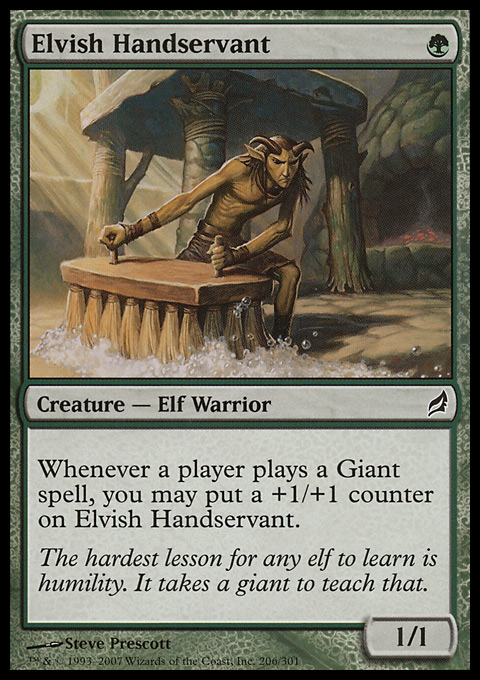 Elvish Handservant
Creature — Elf Warrior
Whenever a player plays a Giant
spell, you may put a +1/+1 counter
on Elvish Handservant.
The hardest lesson for any elf to learn is
humility. It takes a giant to teach that.
Steve Prescott
1/1
™ & © 1993-2007 Wizards of the Coast, Inc. 206/301